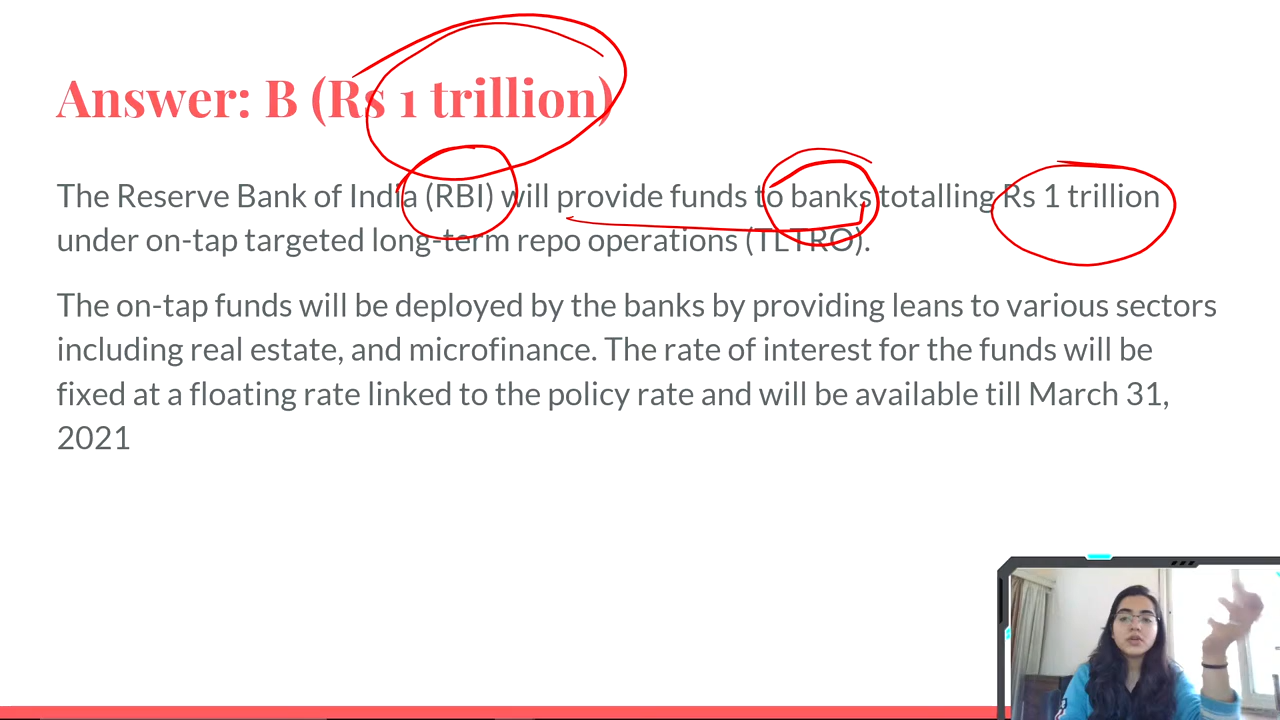 Answer: B (Rs 1 trillion)
The Reserve Bank of India (RBI) will provide funds to banks totalling Rs 1 trillion
under on-tap targeted long-term repo operations (TLTRO).
The on-tap funds will be deployed by the banks by providing leans to various sectors
including real estate, and microfinance. The rate of interest for the funds will be
fixed at a floating rate linked to the policy rate and will be available till March 31,
2021